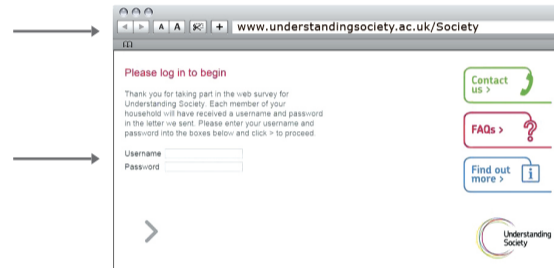 A A + www.understandingsociety.ac.uk/Society
Please log in to begin
Thank you for taking part in the web survey for
Understanding Society. Each member of your
household will have received a username and password
in the letter we sent. Please enter your username and
password into the boxes below and click > to proceed.
Username
Password
Contact
us >
FAQs >
Find out
more >
Understanding
Society